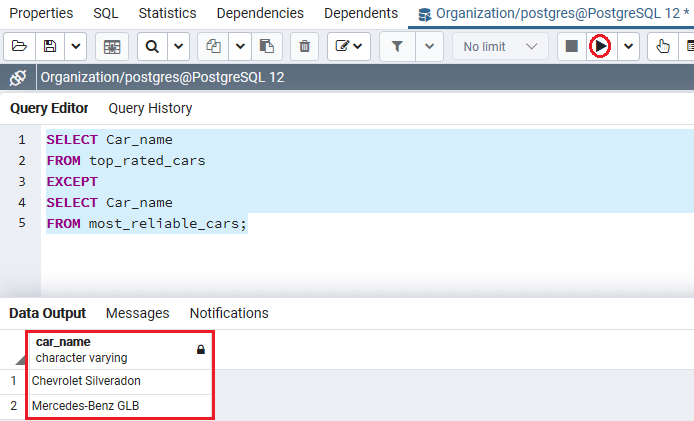 Properties SQL Statistics Dependencies Dependents Organization/postgres@PostgreSQL 12 *
No limit
Organization/postgres@PostgreSQL 12
Query Editor Query History
1 SELECT Car_name
2 FROM top_rated_cars
3 EXCEPT
4 SELECT Car_name
5 FROM most_reliable_cars;
Data Output Messages Notifications
car_name
character varying
1 Chevrolet Silveradon
2 Mercedes-Benz GLB